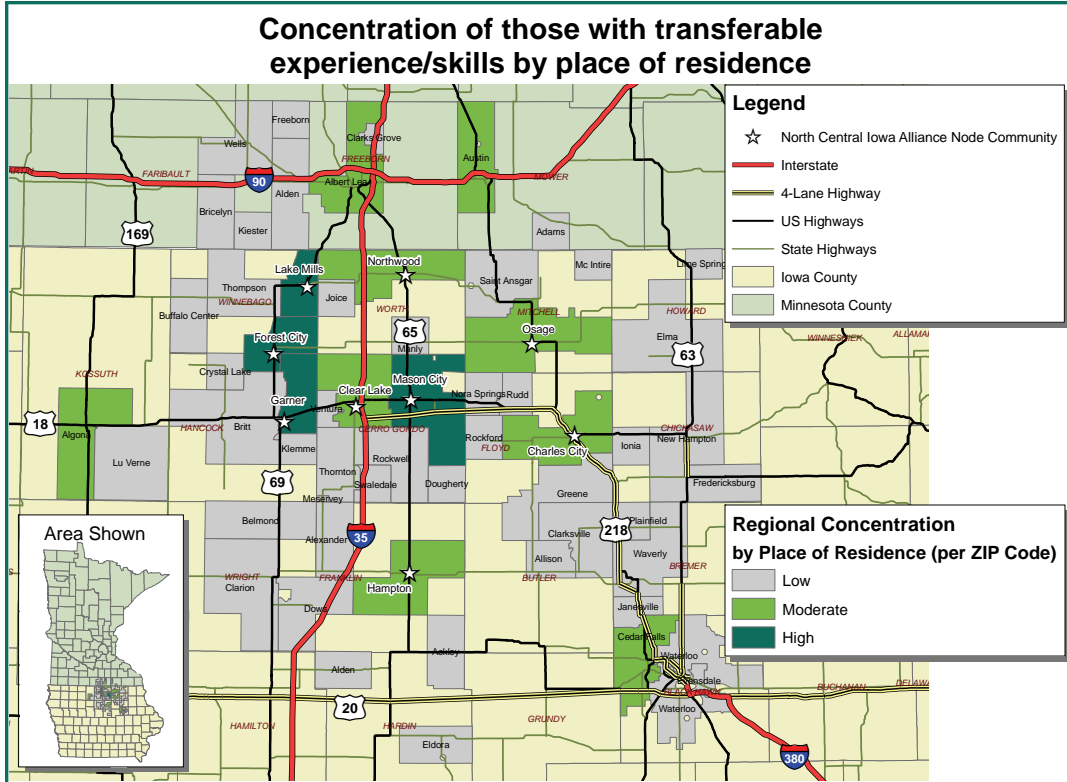 Concentration of those with transferable
experience/skills by place of residence
Legend
North Central Iowa Alliance Node Community
Interstate
4-Lane Highway
US Highways
State Highways
Iowa County
Minnesota County
Freeborn
Wells
Clarks Grove
FREEBORN
Austin
FARIBAULT
90
Albert Lea
MOWER
Alden
Bricelyn
Kiester
169
Adams
Lake Mills
Northwood
Mc Intire
Lime Spring
Saint Ansgar
Thompson
WINNEBAGO
Joice
WORTH
MITCHELL
HOWARD
Buffalo Center
65
Osage
Forest City
Manly
Elma
63
WINNESHIEK
ALLAMA
KOSSUTH
Crystal Lake
Mason City
Clear Lake
Nora Springs
Rudd
Garner
Ventura
18
HANCOCK
Britt
CERRO GORDO
Rockford
FLOYD
CHICKASAW
Algona
Klemme
Charles City
Ionia
New Hampton
Lu Verne
Rockwell
Thornton
69
Swaledale
Dougherty
Fredericksburg
Meservey
Greene
Belmond
Plainfield
218
Alexander
35
Clarksville
Waverly
Allison
BREMER
WRIGHT
FRANKLIN
Hampton
BUTLER
Clarion
Dows
Janesville
Cedar Falls
Ackley
Waterloo
Alden
Evansdale
BLACK HAWK
BUCHANAN
DELAWA
20
Waterloo
HAMILTON
HARDIN
GRUNDY
Eldora
380
Area Shown
Regional Concentration
by Place of Residence (per ZIP Code)
Low
Moderate
High